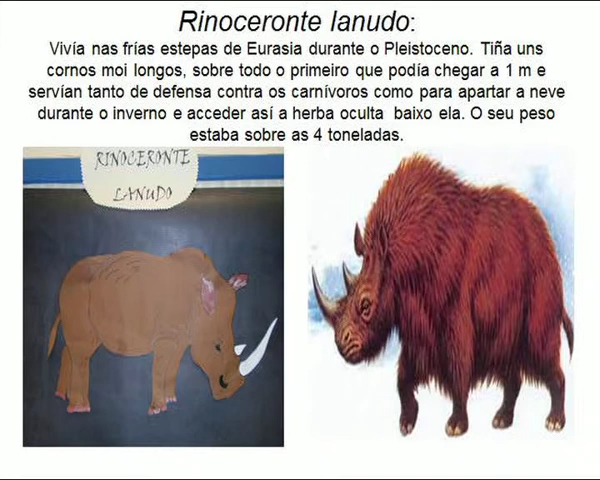 Rinoceronte lanudo:
Vivía nas frías estepas de Eurasia durante o Pleistoceno. Tiña uns
cornos moi longos, sobre todo o primeiro que podía chegar a 1 m e
servían tanto de defensa contra os carnívoros como para apartar a neve
durante o inverno e acceder así a herba oculta baixo ela. O seu peso
estaba sobre as 4 toneladas.
RINOCERONTE
LANUDO